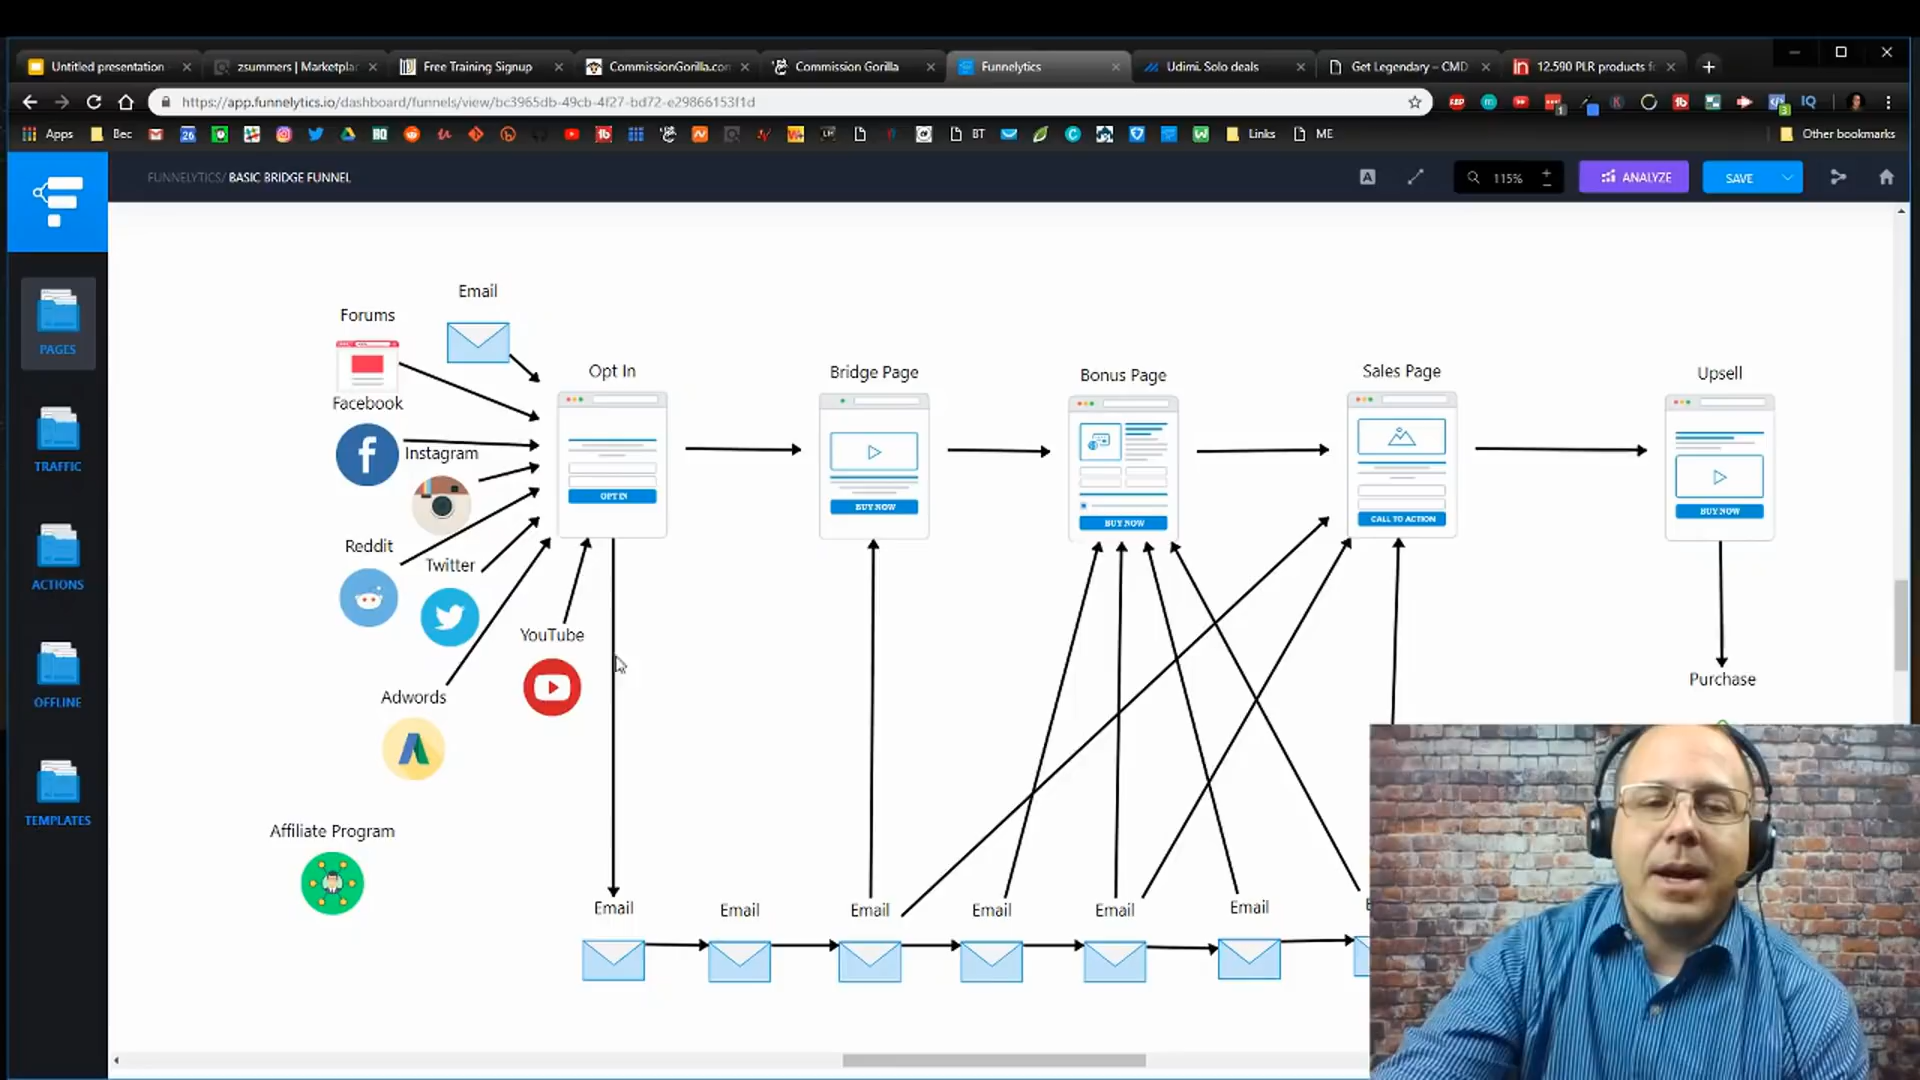 Untitled presentation
zsummers | Marketplac
Free Training Signup
CommissionGorilla.con
Commission Gorilla
Funnelytics
Udimi. Solo deals
Get Legendary – CMD
12.590 PLR products fo
https://app.funnelytics.io/dashboard/funnels/view/bc3965db-49cb-4f27-bd72-e29866153f1d
Apps
Bec
BT
Links
ME
Other bookmarks
FUNNELYTICS/ BASIC BRIDGE FUNNEL
115%
ANALYZE
SAVE
PAGES
TRAFFIC
ACTIONS
OFFLINE
TEMPLATES
Email
Forums
Facebook
Instagram
Reddit
Twitter
YouTube
Adwords
Affiliate Program
Opt In
OPT IN
Bridge Page
BUY NOW
Bonus Page
BUY NOW
Sales Page
CALL TO ACTION
Upsell
BUY NOW
Purchase
Email
Email
Email
Email
Email
Email